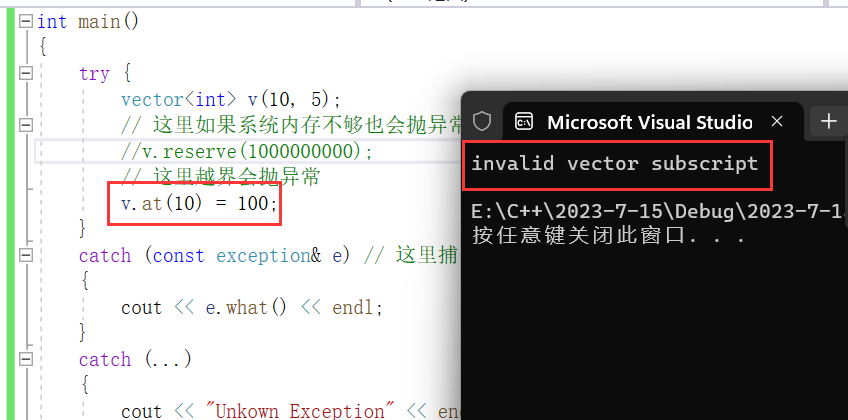 int main()
{
try {
vector<int> v(10, 5);
// 这里如果系统内存不够也会抛异常
//v.reserve(1000000000);
// 这里越界会抛异常
v.at(10) = 100;
}
catch (const exception& e) // 这里捕
{
cout << e.what() << endl;
}
catch (...)
{
cout << "Unkown Exception" << en
Microsoft Visual Studio
invalid vector subscript
E:\C++\2023-7-15\Debug\2023-7-1
按任意键关闭此窗口. . .